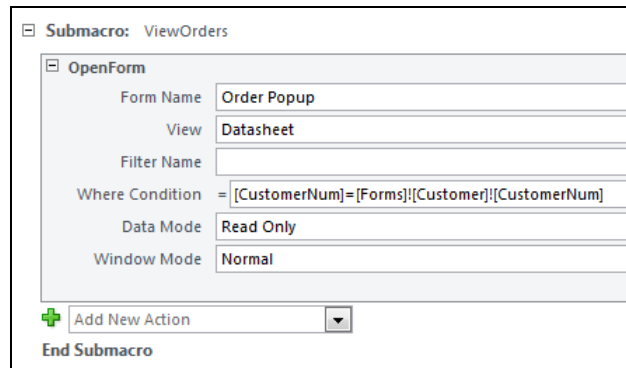 Submacro: ViewOrders
OpenForm
Form Name Order Popup
View Datasheet
Filter Name
Where Condition = [CustomerNum]=[Forms]![Customer]![CustomerNum]
Data Mode Read Only
Window Mode Normal
Add New Action
End Submacro